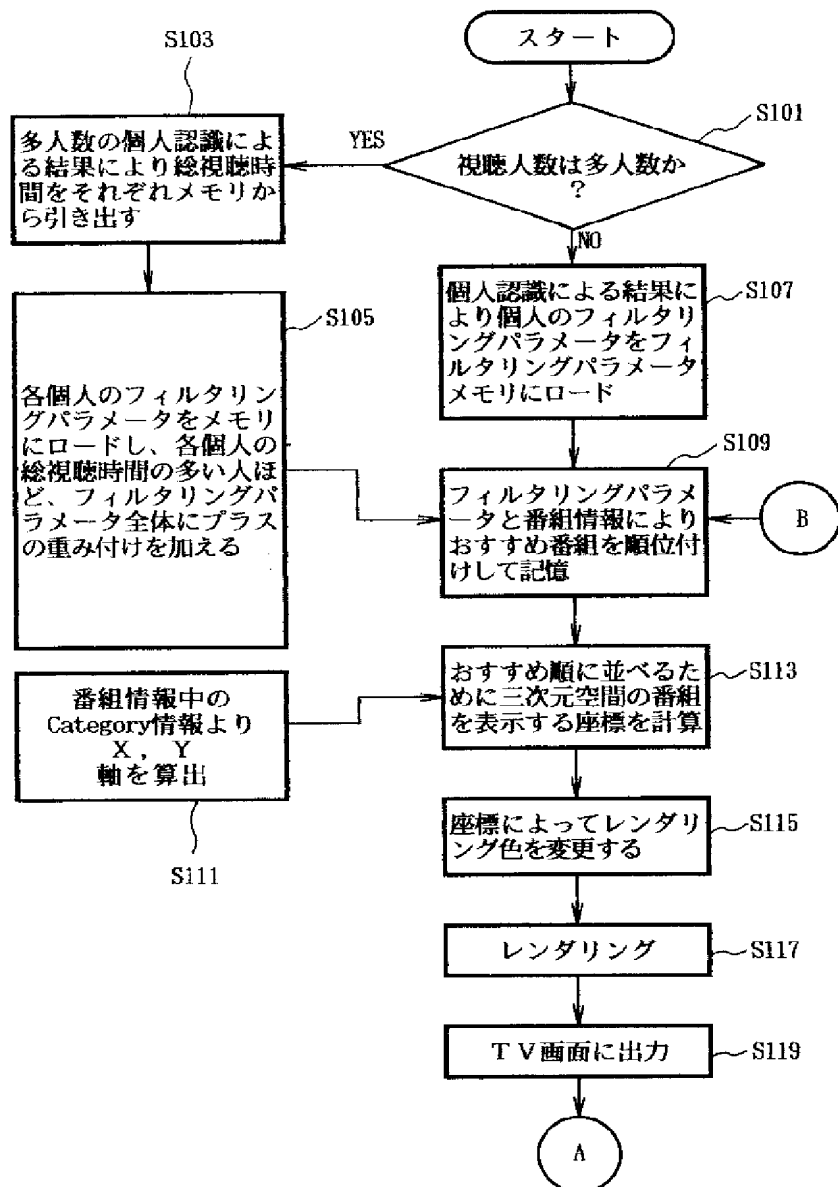 スタート
S101
視聴人数は多人数か
?
YES
NO
S103
多人数の個人認識によ
る結果により総視聴時
間をそれぞれメモリか
ら引き出す
S105
各個人のフィルタリン
グパラメータをメモリ
にロードし、各個人の
総視聴時間の多い人ほ
ど、フィルタリングパ
ラメータ全体にプラス
の重み付けを加える
S107
個人認識による結果に
より個人のフィルタリ
ングパラメータをフィ
ルタリングパラメータ
メモリにロード
S109
フィルタリングパラメ
ータと番組情報により
おすすめ番組を順位付
けして記憶
B
番組情報中の
Category情報より
X, Y
軸を算出
S111
おすすめ順に並べるた
めに三次元空間の番組
を表示する座標を計算
S113
座標によってレンダリ
ング色を変更する
S115
レンダリング
S117
TV画面に出力
S119
A